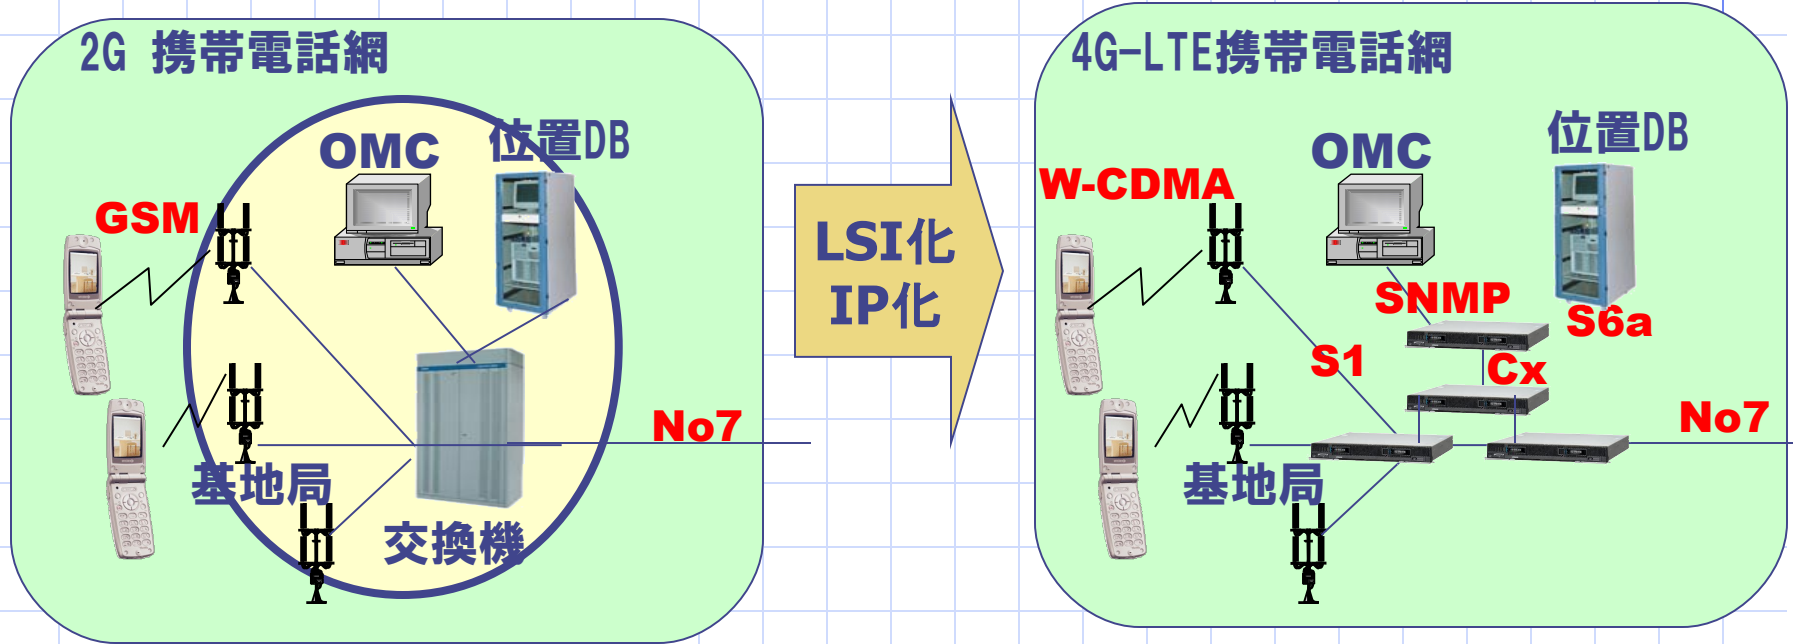 2G 携帯電話網
OMC
位置DB
GSM
No7
基地局
交換機
LSI化
IP化
4G-LTE携帯電話網
OMC
位置DB
W-CDMA
SNMP
S6a
S1
Cx
No7
基地局